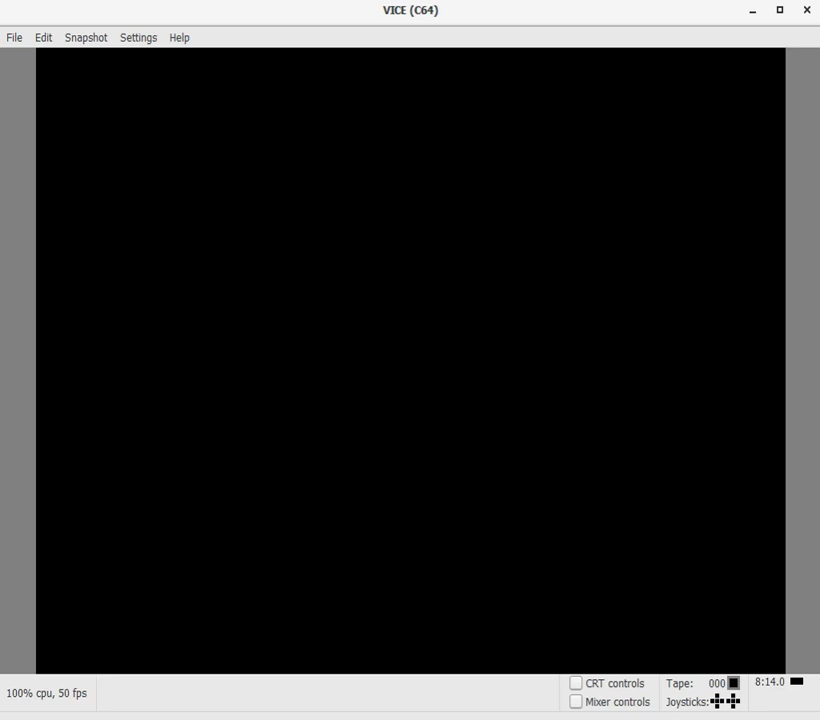 VICE (C64)
File Edit Snapshot Settings Help
CRT controls Tape: 000 8:14.0
100% cpu, 50 fps
Mixer controls Joysticks: